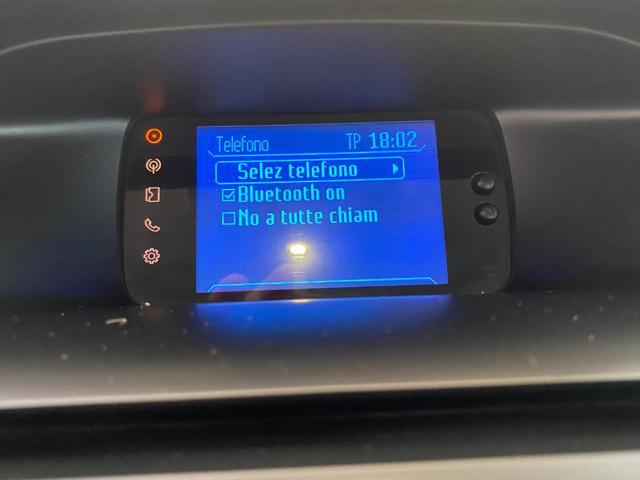 Telefono TP 18:02
Selez telefono
Bluetooth on
No a tutte chiam